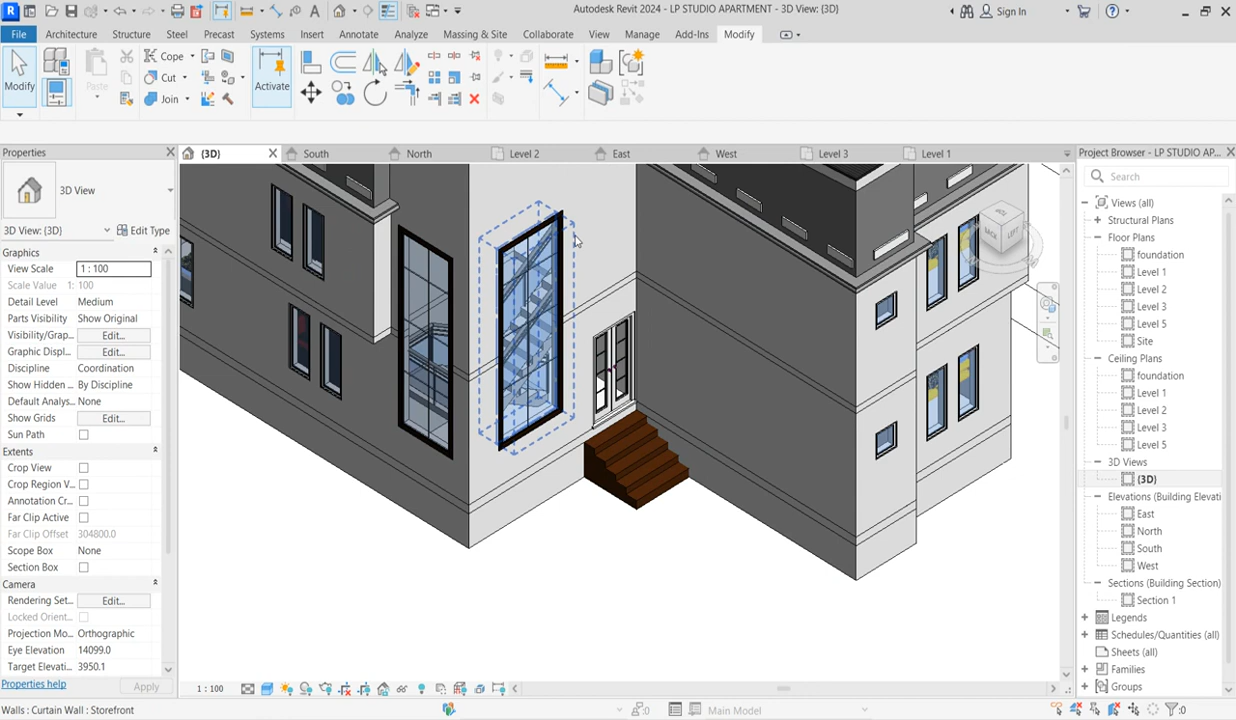 Autodesk Revit 2024 - LP STUDIO APARTMENT - 3D View: {3D}
Sign In
File Architecture Structure Steel Precast Systems Insert Annotate Analyze Massing & Site Collaborate View Manage Add-Ins Modify
Modify
Paste
Cope
Cut
Join
Activate
Properties
3D View
3D View: {3D}
Edit Type
Graphics
View Scale 1 : 100
Scale Value 1: 100
Detail Level Medium
Parts Visibility Show Original
Visibility/Grap... Edit...
Graphic Displ... Edit...
Discipline Coordination
Show Hidden ... By Discipline
Default Analys... None
Show Grids Edit...
Sun Path
Extents
Crop View
Crop Region V...
Annotation Cr...
Far Clip Active
Far Clip Offset 304800.0
Scope Box None
Section Box
Camera
Rendering Set... Edit...
Locked Orient...
Projection Mo... Orthographic
Eye Elevation 14099.0
Target Elevati... 3950.1
Properties help
Apply
{3D} South North Level 2 East West Level 3 Level 1
BACK LEFT
1 : 100
Project Browser - LP STUDIO AP...
Search
Views (all)
Structural Plans
Floor Plans
foundation
Level 1
Level 2
Level 3
Level 5
Site
Ceiling Plans
foundation
Level 1
Level 2
Level 3
Level 5
3D Views
{3D}
Elevations (Building Elevati
East
North
South
West
Sections (Building Section)
Section 1
Legends
Schedules/Quantities (all)
Sheets (all)
Families
Groups
Walls : Curtain Wall : Storefront
:0
Main Model
:0